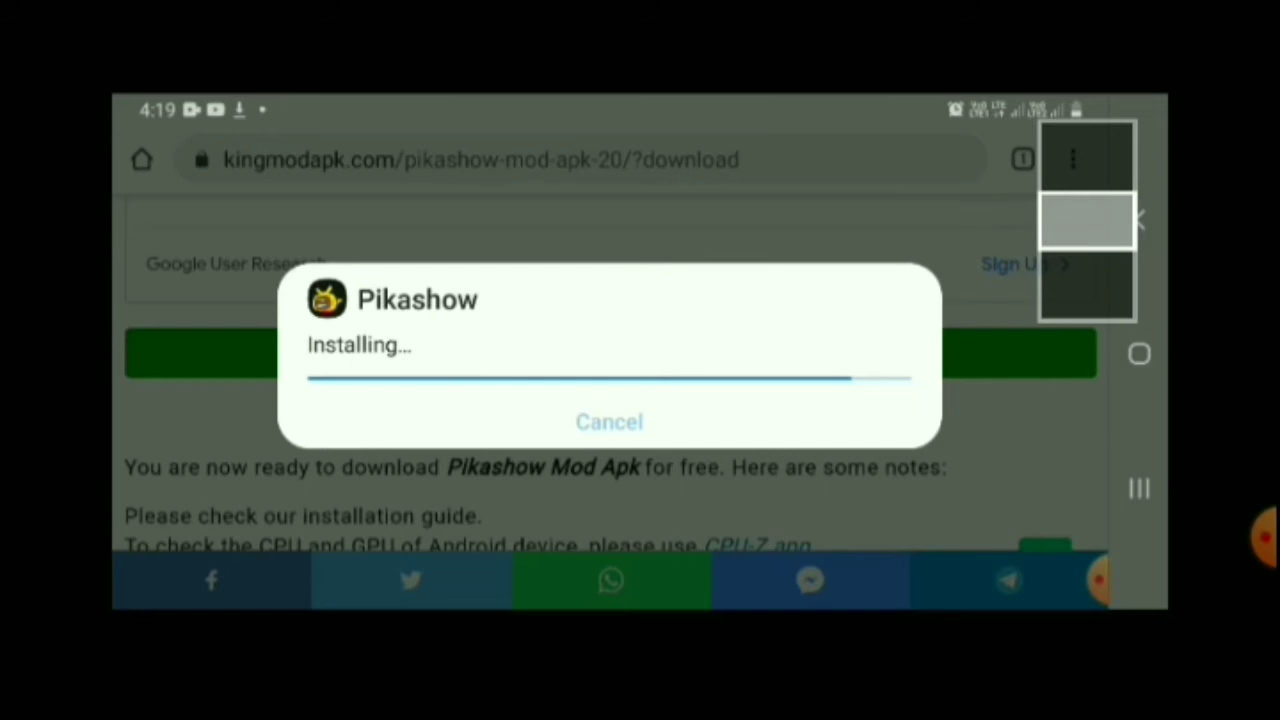 4:19
kingmodapk.com/pikashow-mod-apk-20/?download
1
Google User Research
Sign U
Pikashow
Installing...
Cancel
You are now ready to download Pikashow Mod Apk for free. Here are some notes:
Please check our installation guide.
To check the CPU and GPU of Android device, please use CPU-Z app